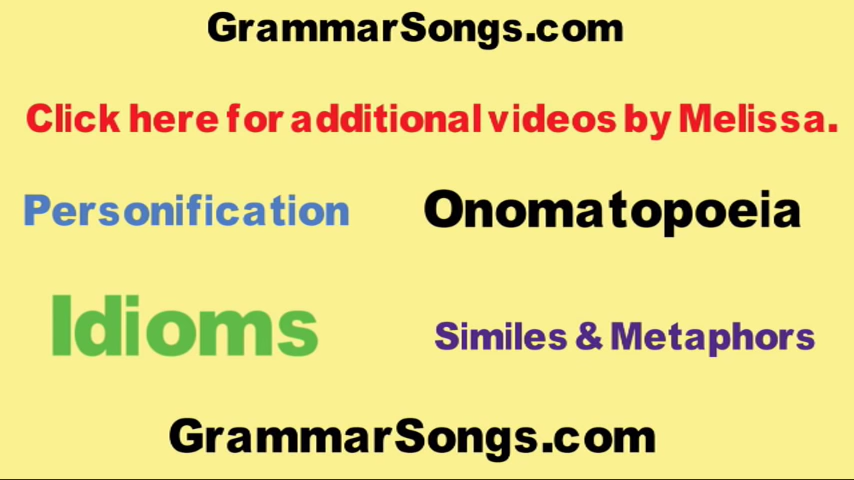 GrammarSongs.com
Click here for additional videos by Melissa.
Personification
Onomatopoeia
Idioms
Similes & Metaphors
GrammarSongs.com